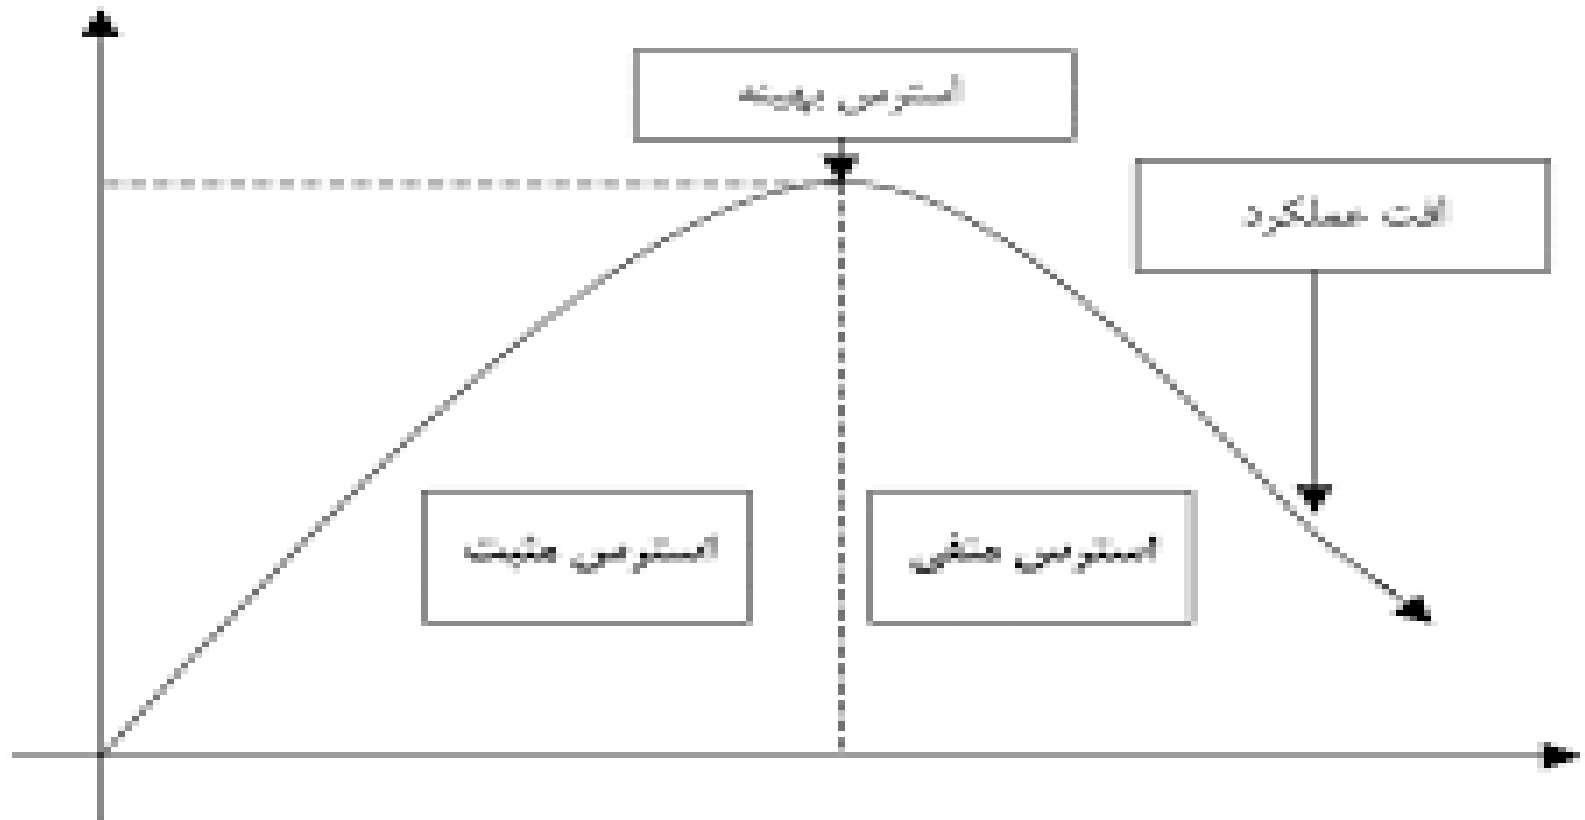 استرس بهینه
افت عملکرد
استرس مثبت
استرس منفی